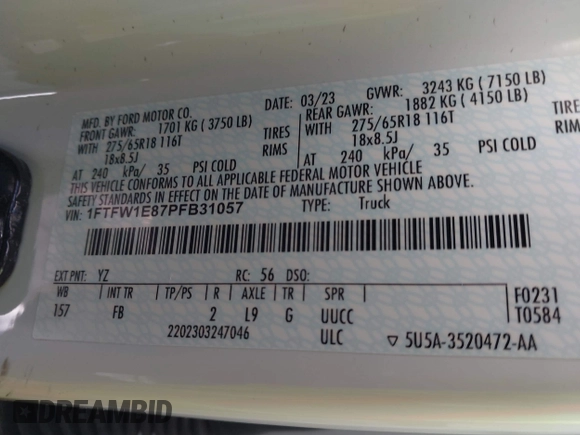 MFD. BY FORD MOTOR CO.
DATE: 03/23 GVWR: 3243 KG ( 7150 LB)
FRONT GAWR: 1701 KG ( 3750 LB) REAR GAWR: 1882 KG ( 4150 LB)
WITH 275/65R18 116T TIRES WITH 275/65R18 116T TIRES
18x8.5J RIMS 18x8.5J RIMS
AT 240 kPa/ 35 PSI COLD AT 240 kPa/ 35 PSI COLD
THIS VEHICLE CONFORMS TO ALL APPLICABLE FEDERAL MOTOR VEHICLE
SAFETY STANDARDS IN EFFECT ON THE DATE OF MANUFACTURE SHOWN ABOVE.
VIN: 1FTFW1E87PFB31057 TYPE: Truck
EXT PNT: YZ RC: 56 DSO:
WB INT TR TP/PS R AXLE TR SPR F0231
157 FB 2 L9 G UUCC T0584
2202303247046 ULC ▽ 5U5A-3520472-AA
DREAMBID